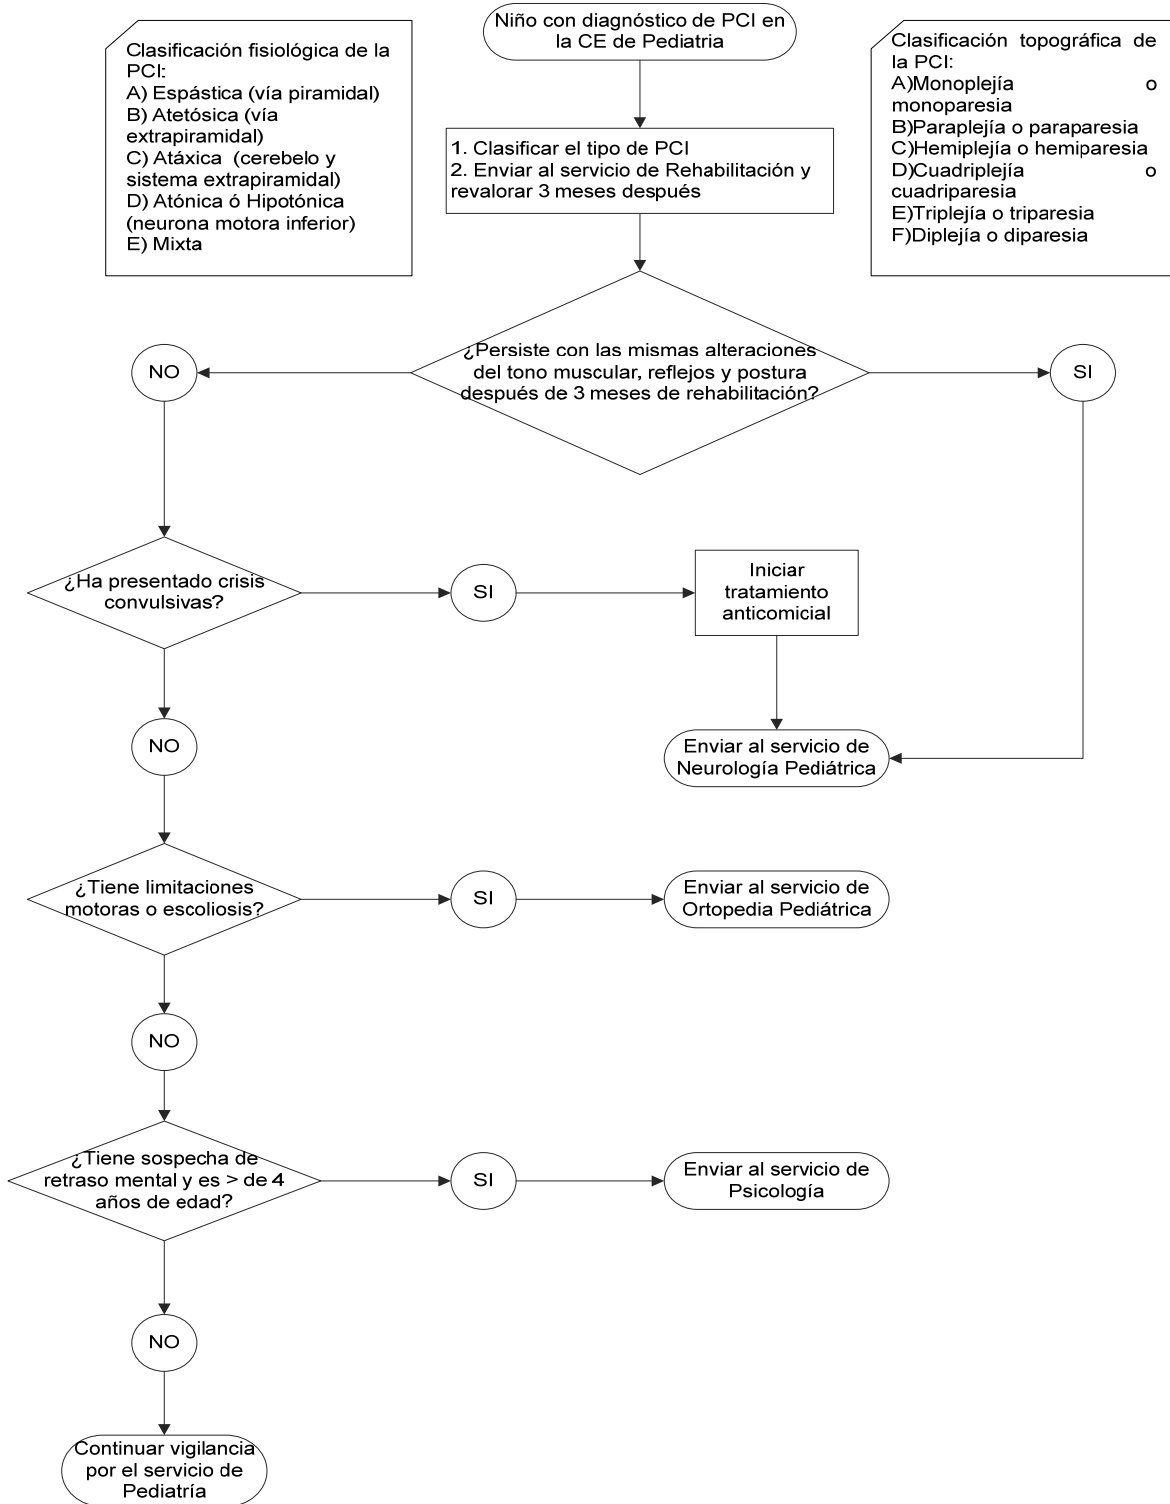 Clasificación fisiológica de la
PCI:
A) Espástica (vía piramidal)
B) Atetósica (vía
extrapiramidal)
C) Atáxica (cerebelo y
sistema extrapiramidal)
D) Atónica ó Hipotónica
(neurona motora inferior)
E) Mixta
Niño con diagnóstico de PCI en
la CE de Pediatria
Clasificación topográfica de
la PCI:
A)Monoplejía o
monoparesia
B)Paraplejía o paraparesia
C)Hemiplejía o hemiparesia
D)Cuadriplejía o
cuadriparesia
E)Triplejía o triparesia
F)Diplejía o diparesia
1. Clasificar el tipo de PCI
2. Enviar al servicio de Rehabilitación y
revalorar 3 meses después
¿Persiste con las mismas alteraciones
del tono muscular, reflejos y postura
después de 3 meses de rehabilitación?
NO
SI
¿Ha presentado crisis
convulsivas?
SI
Iniciar
tratamiento
anticomicial
NO
Enviar al servicio de
Neurología Pediátrica
¿Tiene limitaciones
motoras o escoliosis?
SI
Enviar al servicio de
Ortopedia Pediátrica
NO
¿Tiene sospecha de
retraso mental y es > de 4
años de edad?
SI
Enviar al servicio de
Psicología
NO
Continuar vigilancia
por el servicio de
Pediatría